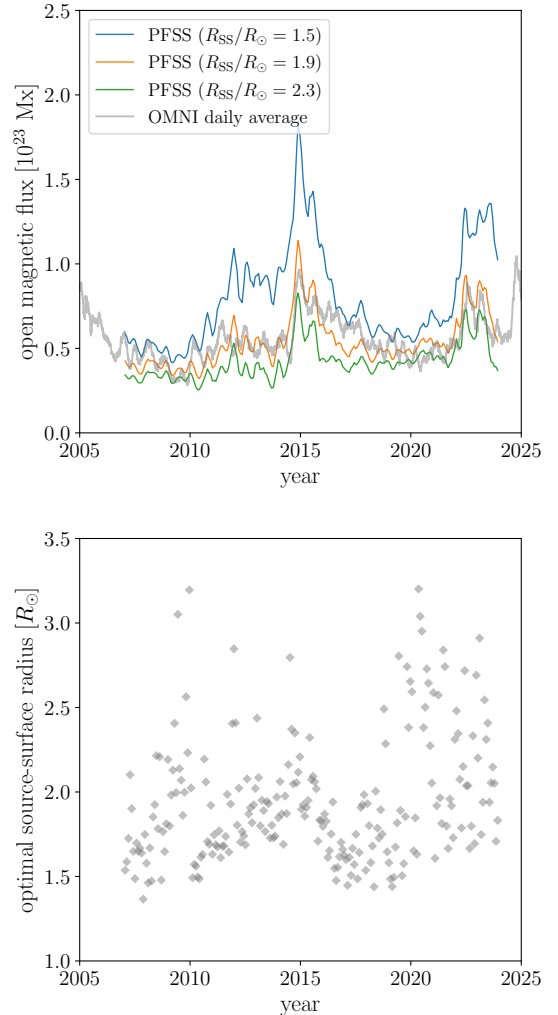 2.5
2.0
1.5
1.0
0.5
0.0
open magnetic flux [10²³ Mx]
PFSS (R_SS/R_⊙ = 1.5)
PFSS (R_SS/R_⊙ = 1.9)
PFSS (R_SS/R_⊙ = 2.3)
OMNI daily average
2005 2010 2015 2020 2025
year
3.5
3.0
2.5
2.0
1.5
1.0
optimal source-surface radius [R_⊙]
2005 2010 2015 2020 2025
year